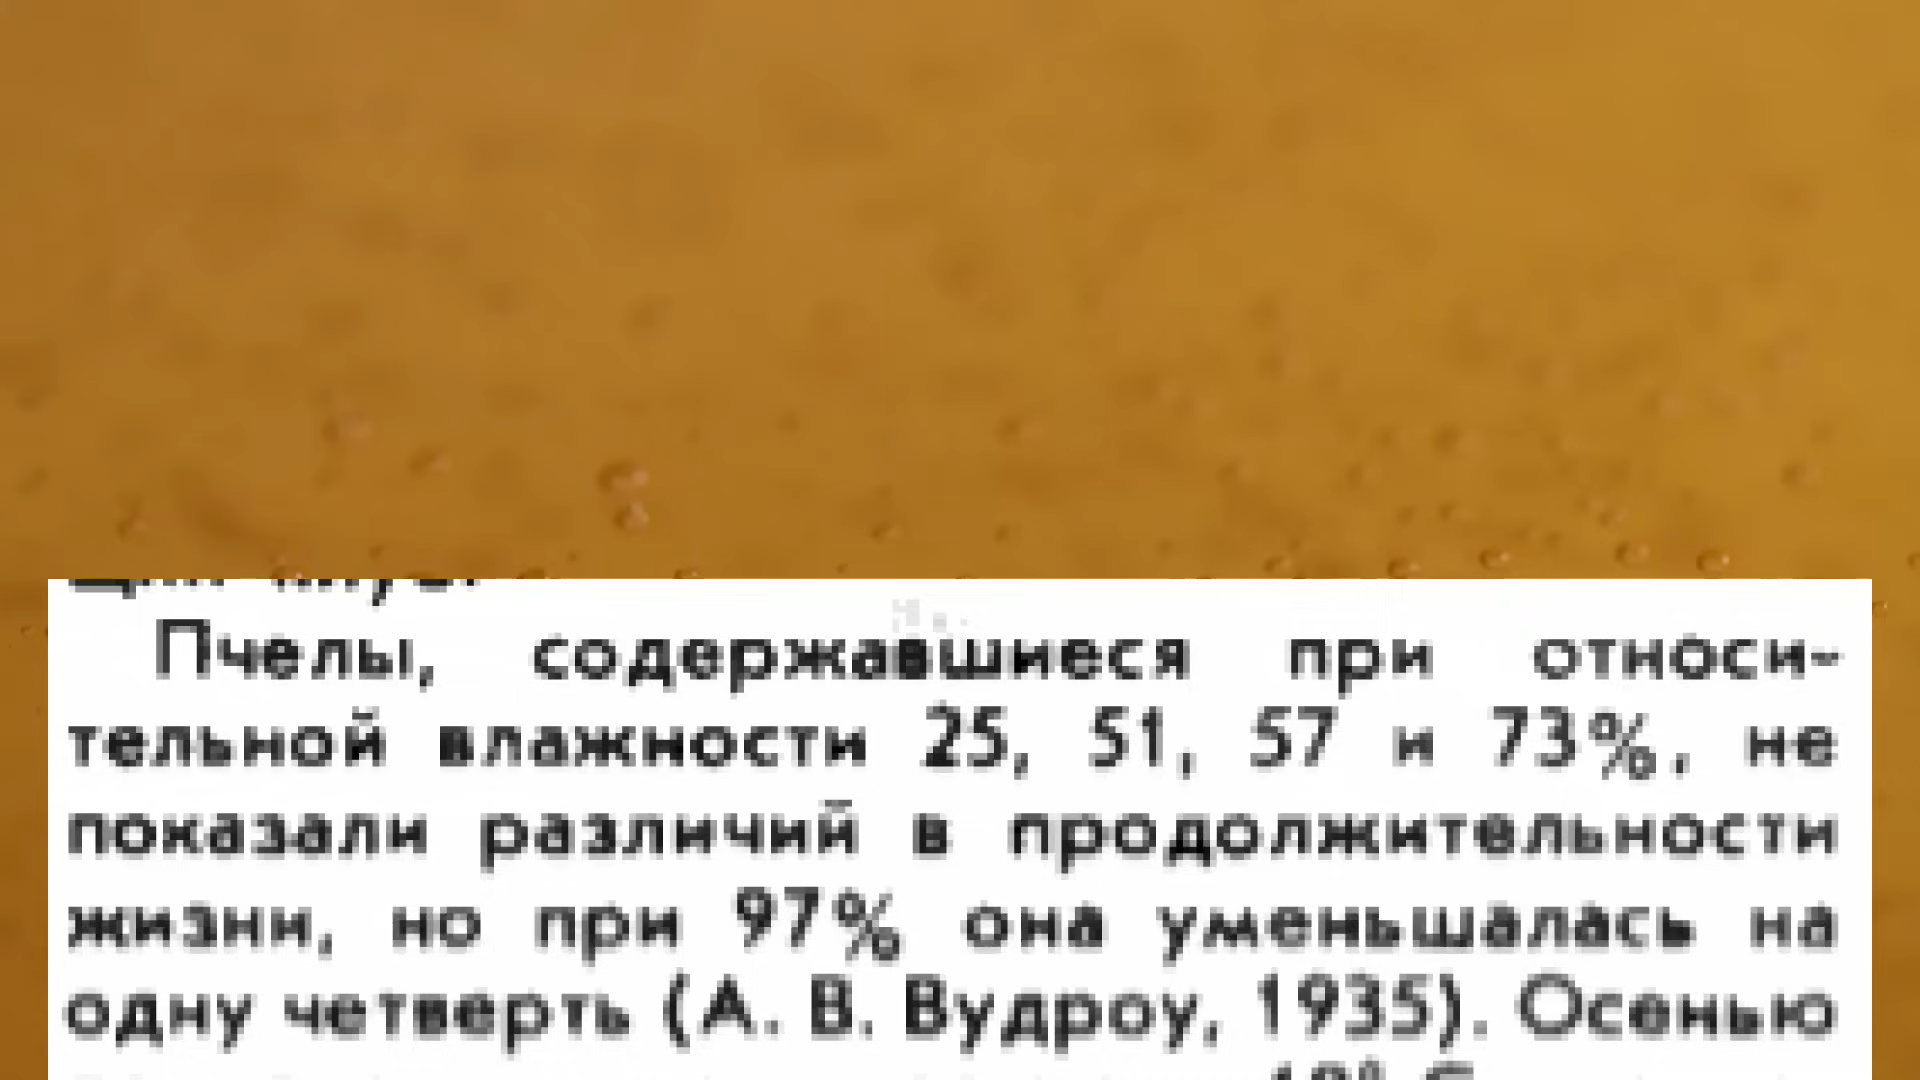 Пчелы, содержавшиеся при относи-
тельной влажности 25, 51, 57 и 73%, не
показали различий в продолжительности
жизни, но при 97% она уменьшалась на
одну четверть (А. В. Вудроу, 1935). Осенью